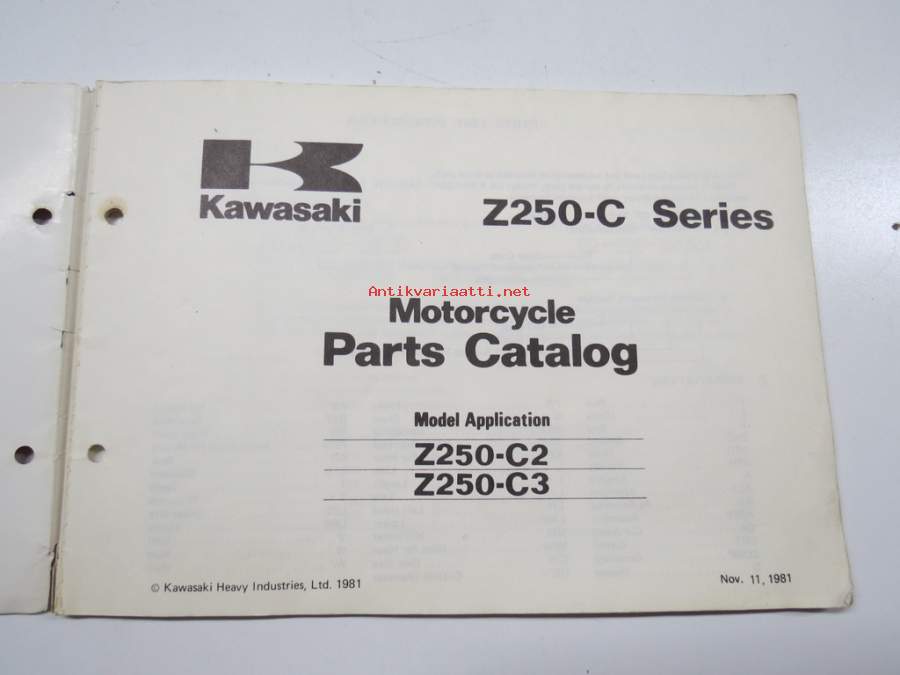 Kawasaki
Z250-C Series
Antikvariaatti.net
Motorcycle
Parts Catalog
Model Application
Z250-C2
Z250-C3
© Kawasaki Heavy Industries, Ltd. 1981
Nov. 11, 1981